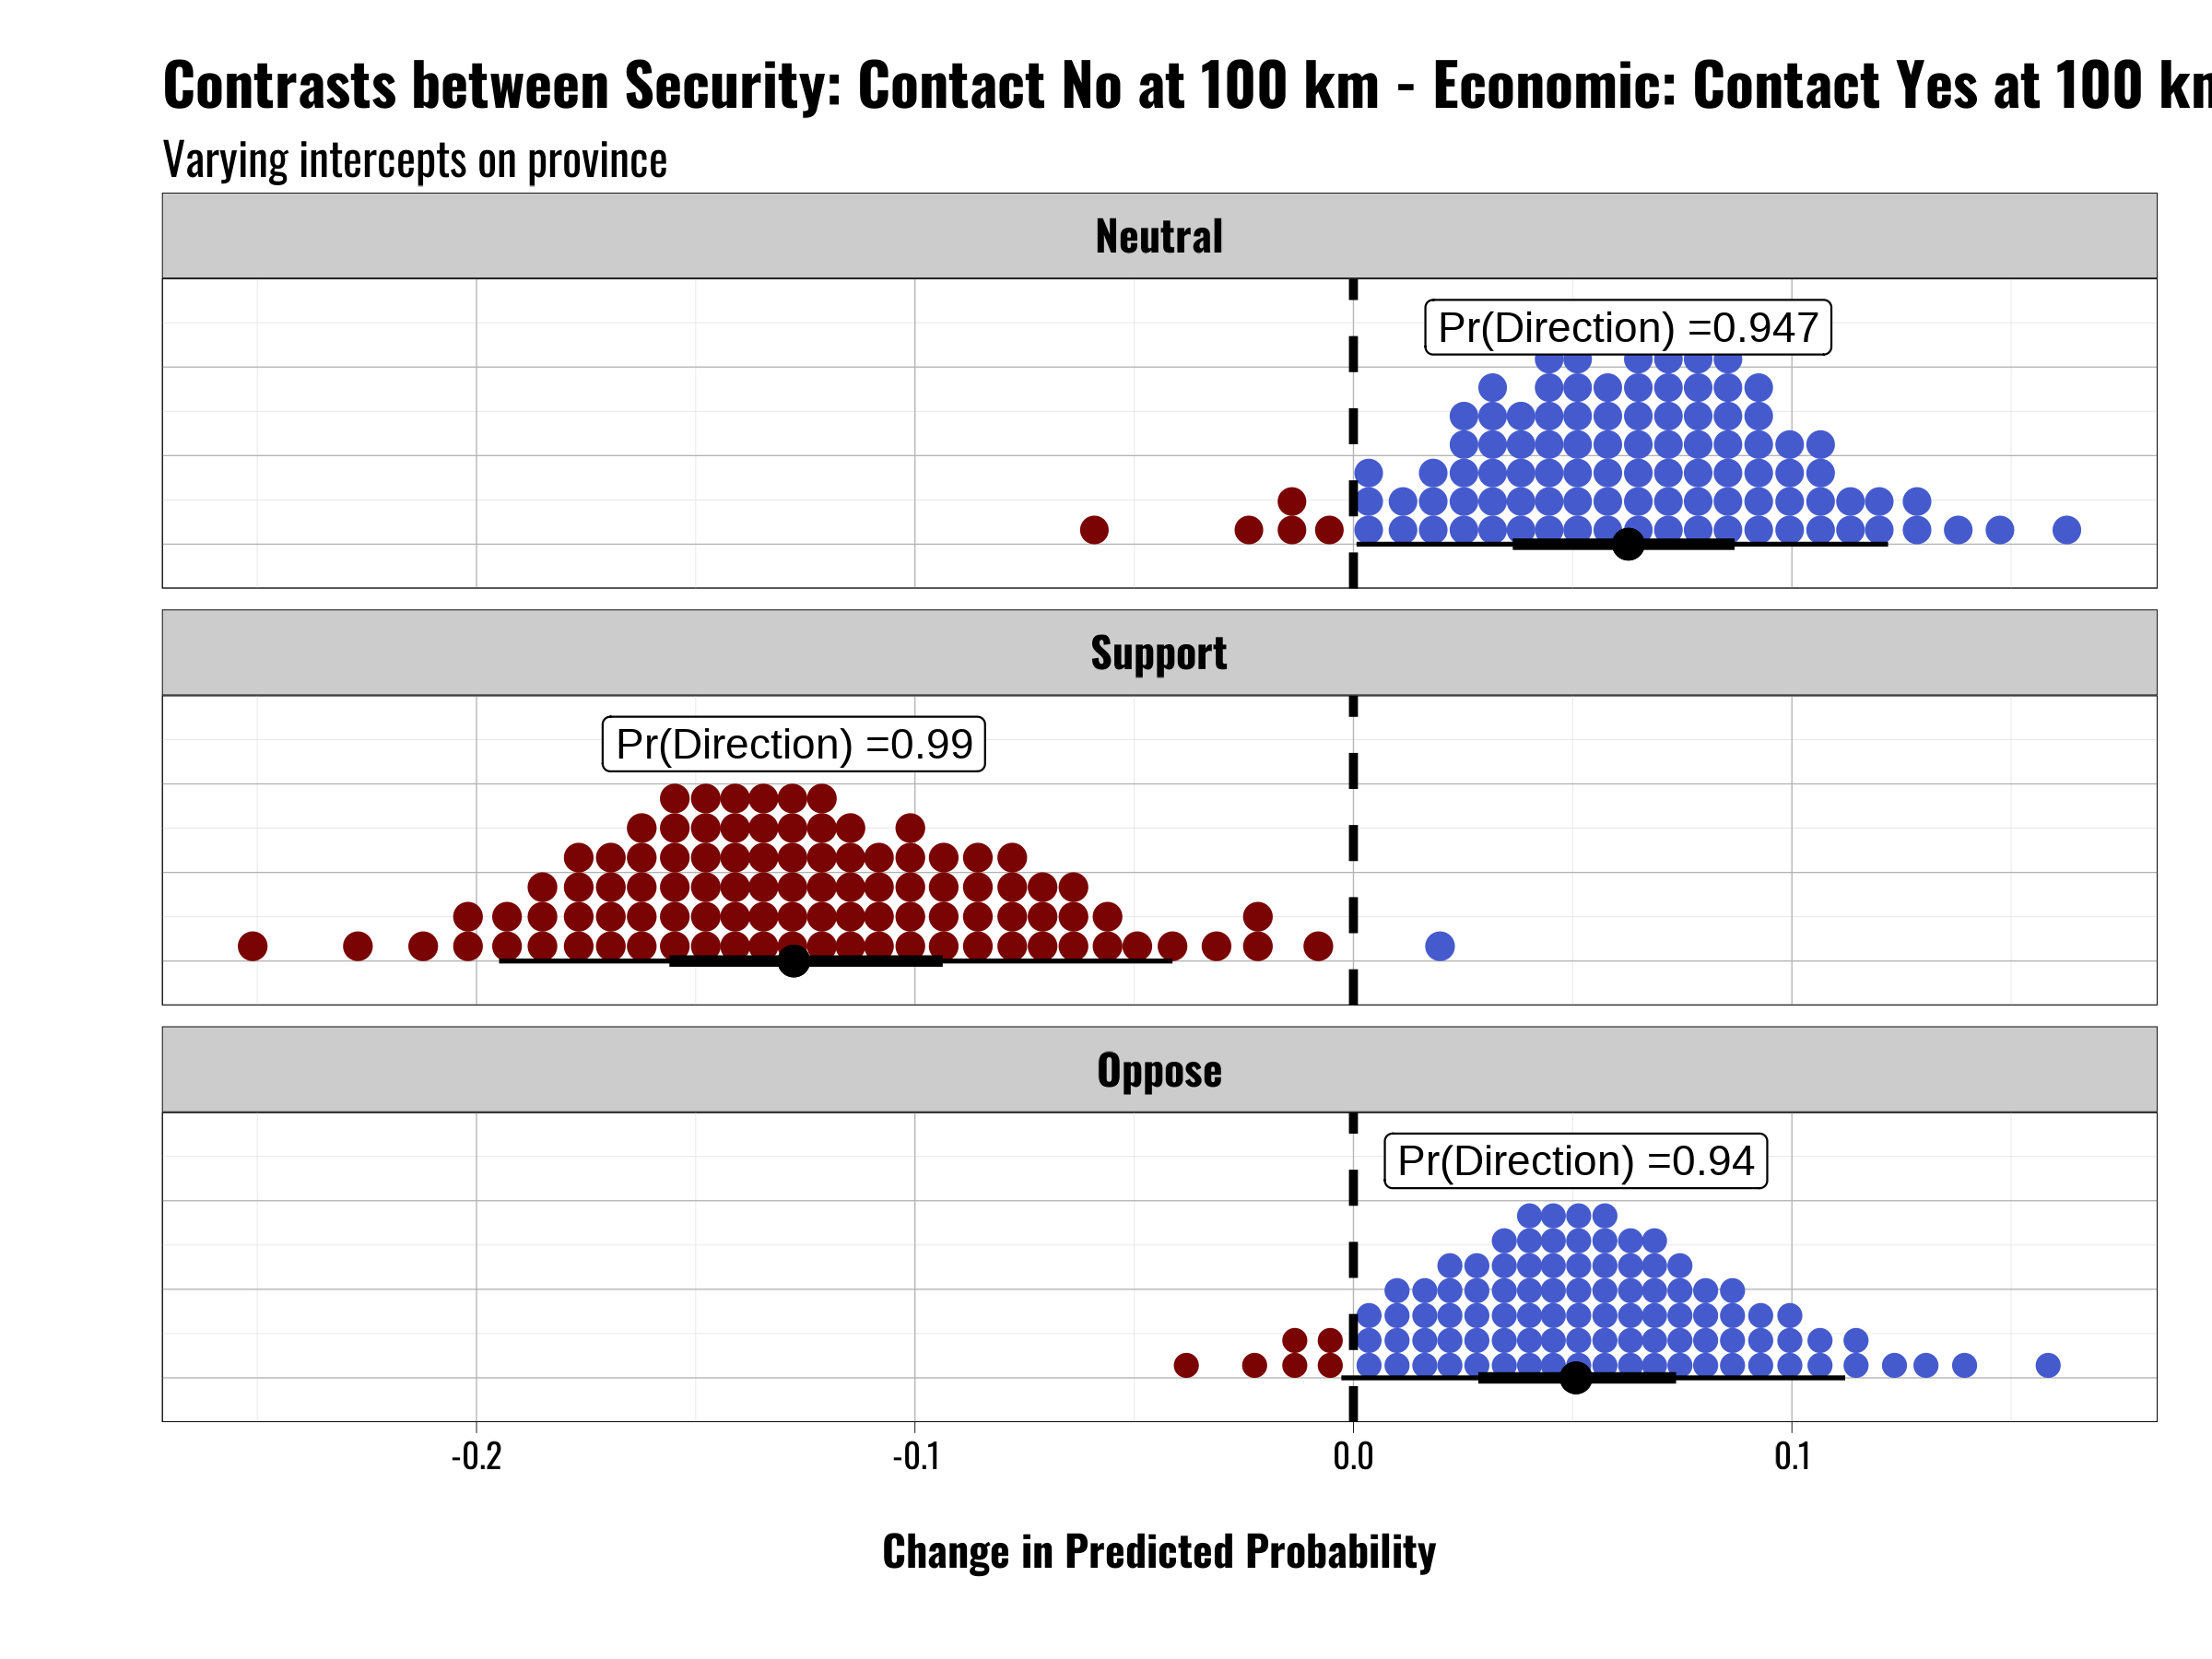 Contrasts between Security: Contact No at 100 km - Economic: Contact Yes at 100 km
Varying intercepts on province
Neutral
Pr(Direction) =0.947
Support
Pr(Direction) =0.99
Oppose
Pr(Direction) =0.94
-0.2 -0.1 0.0 0.1
Change in Predicted Probability